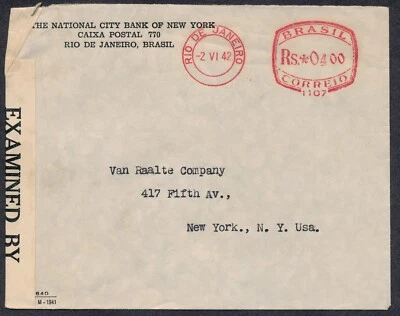 THE NATIONAL CITY BANK OF NEW YORK
CAIXA POSTAL 770
RIO DE JANEIRO, BRASIL
RIO DE JANEIRO
-2 VI 42
BRASIL
Rs.*0400
CORREIO
1107
EXAMINED BY
Van Raalte Company
417 Fifth Av.,
New York., N. Y. Usa.
M-1941